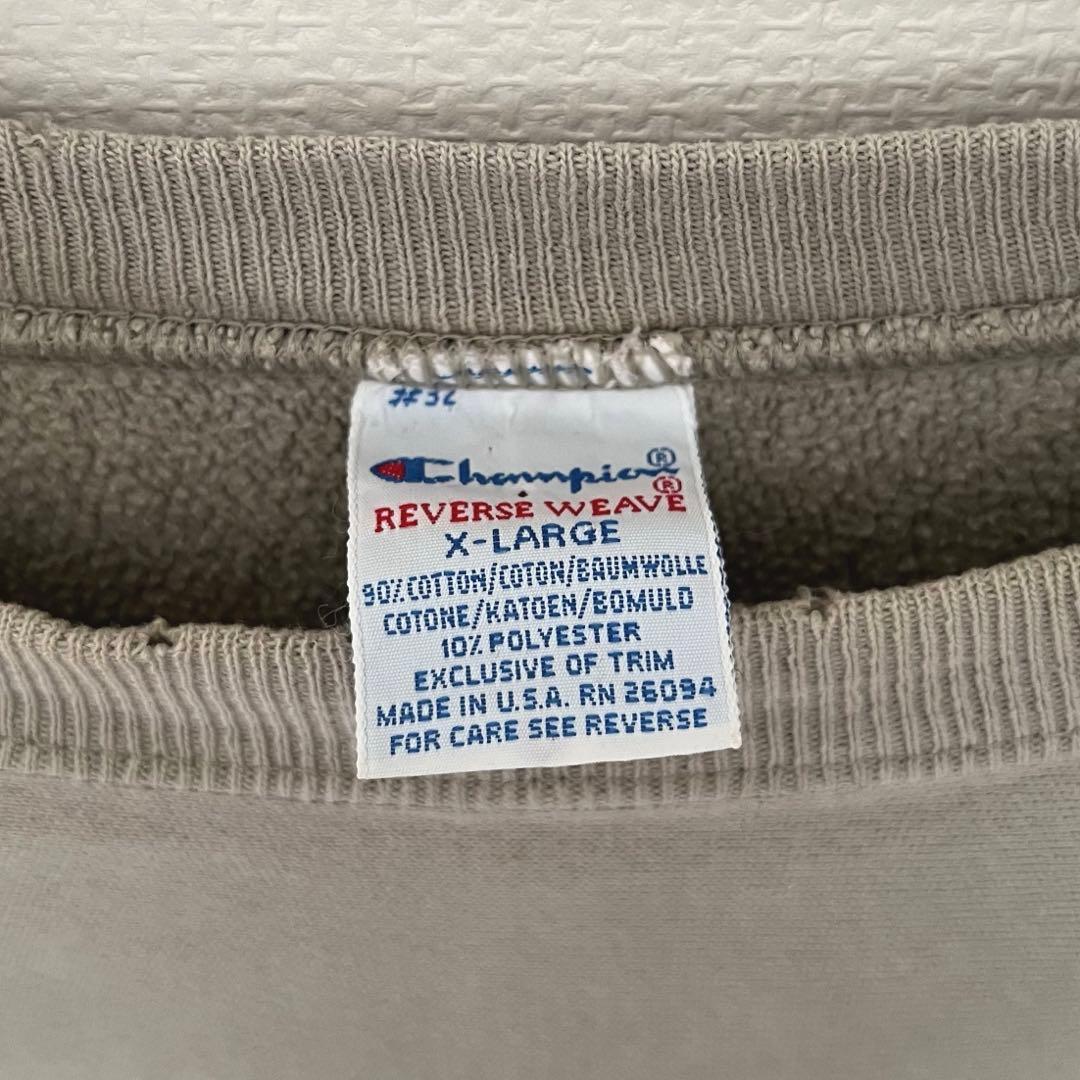 #3L
Champion®
REVERSE WEAVE®
X-LARGE
90% COTTON/COTON/BAUMWOLLE
COTONE/KATOEN/BOMULD
10% POLYESTER
EXCLUSIVE OF TRIM
MADE IN U.S.A. RN 26094
FOR CARE SEE REVERSE